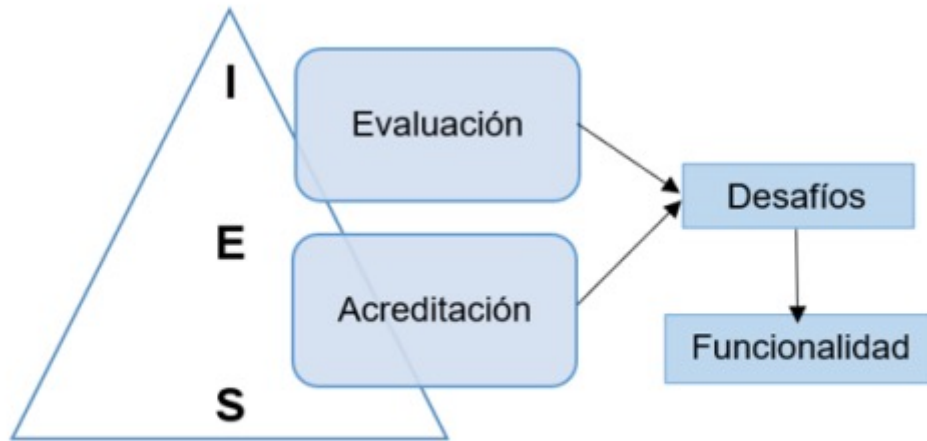 I
Evaluación
Desafíos
E
Acreditación
Funcionalidad
S